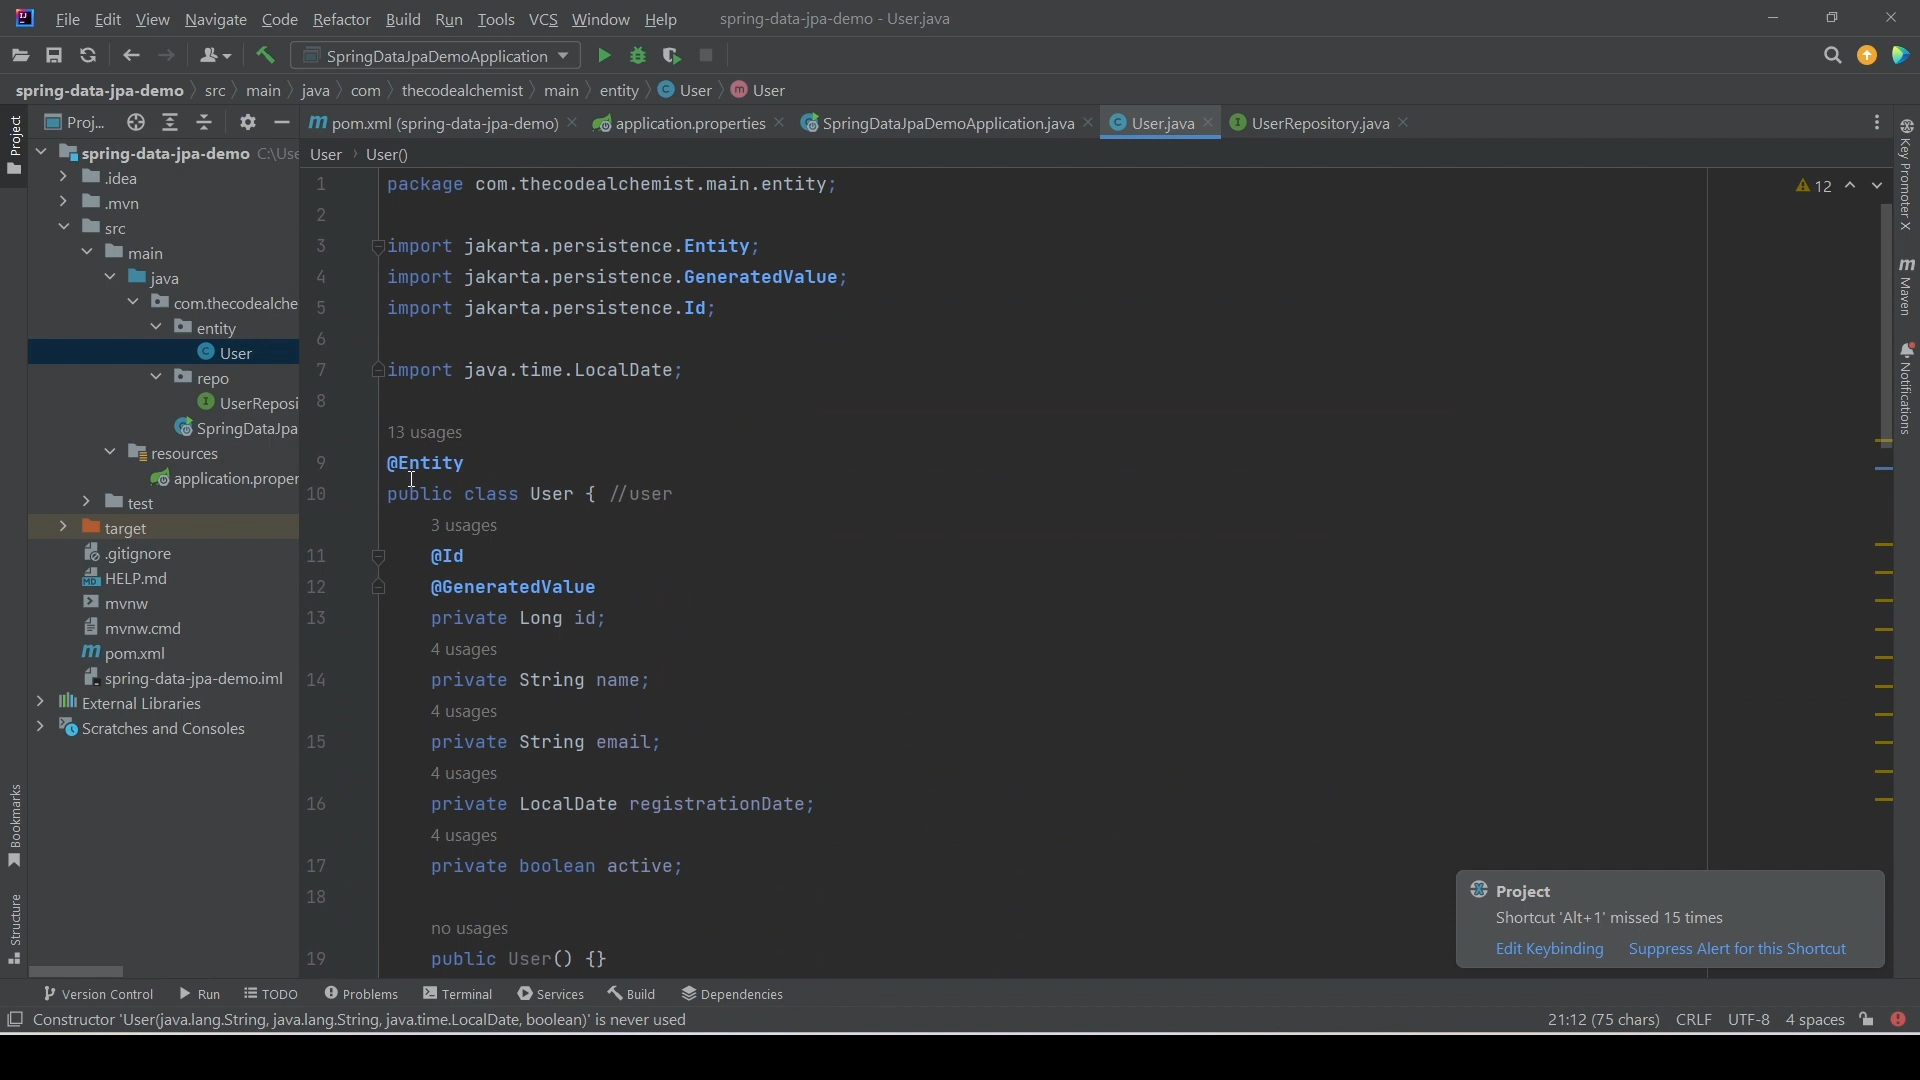 File Edit View Navigate Code Refactor Build Run Tools VCS Window Help spring-data-jpa-demo - User.java
SpringDataJpaDemoApplication
spring-data-jpa-demo src main java com thecodealchemist main entity User User
Project
Proj...
pom.xml (spring-data-jpa-demo) application.properties SpringDataJpaDemoApplication.java User.java UserRepository.java
User User()
spring-data-jpa-demo C:\Use
.idea
.mvn
src
main
java
com.thecodealche
entity
User
repo
UserReposi
SpringDataJpa
resources
application.proper
test
target
.gitignore
HELP.md
mvnw
mvnw.cmd
pom.xml
spring-data-jpa-demo.iml
External Libraries
Scratches and Consoles
Bookmarks
Structure
1 package com.thecodealchemist.main.entity;
2
3 import jakarta.persistence.Entity;
4 import jakarta.persistence.GeneratedValue;
5 import jakarta.persistence.Id;
6
7 import java.time.LocalDate;
8
13 usages
9 @Entity
10 public class User { //user
3 usages
11 @Id
12 @GeneratedValue
13 private Long id;
4 usages
14 private String name;
4 usages
15 private String email;
4 usages
16 private LocalDate registrationDate;
4 usages
17 private boolean active;
18
no usages
19 public User() {}
12
Key Promoter X
Maven
Notifications
Project
Shortcut 'Alt+1' missed 15 times
Edit Keybinding Suppress Alert for this Shortcut
Version Control Run TODO Problems Terminal Services Build Dependencies
Constructor 'User(java.lang.String, java.lang.String, java.time.LocalDate, boolean)' is never used 21:12 (75 chars) CRLF UTF-8 4 spaces